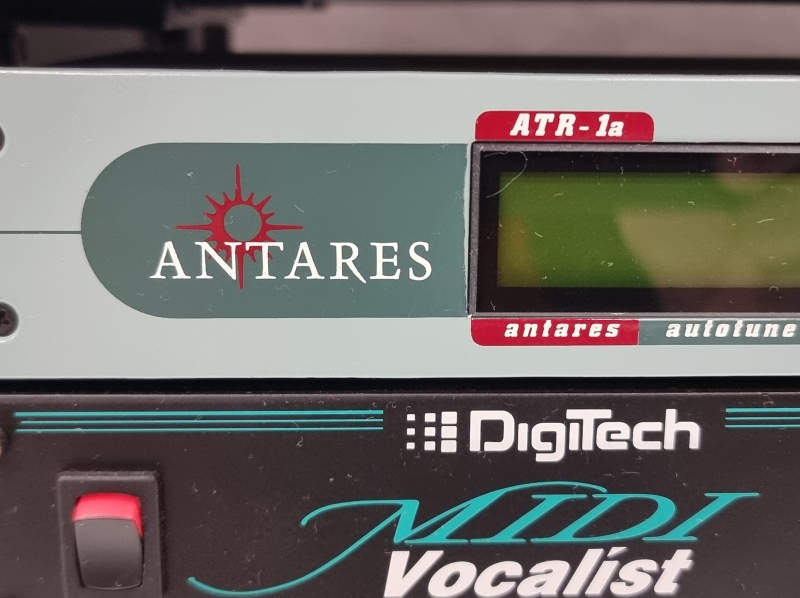 ATR-1a
ANTARES
antares autotune
DigiTech
MIDI
Vocalist